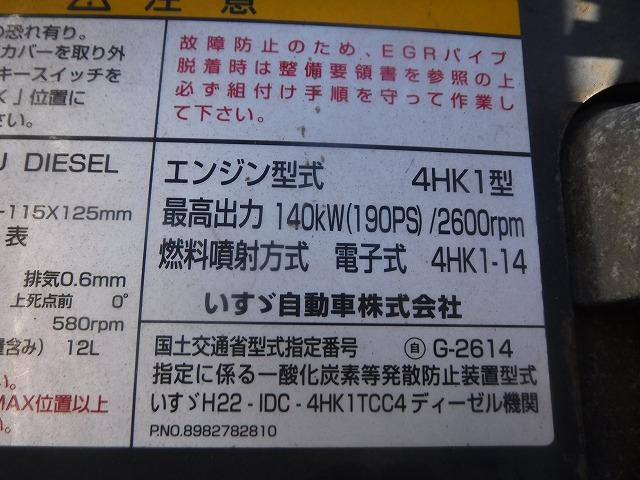 ⚠ 注意
の恐れ有り。
カバーを取り外
キースイッチを
く」位置に
さい。
故障防止のため、EGRパイプ
脱着時は整備要領書を参照の上
必ず組付け手順を守って作業し
て下さい。
U DIESEL
-115X125mm
表
排気0.6mm
上死点前 0°
580rpm
量含み) 12L
い。
MAX位置以上
い。
エンジン型式 4HK1型
最高出力 140kW(190PS)/2600rpm
燃料噴射方式 電子式 4HK1-14
いすゞ自動車株式会社
国土交通省型式指定番号 自 G-2614
指定に係る一酸化炭素等発散防止装置型式
いすゞH22-IDC-4HK1TCC4ディーゼル機関
P.NO.8982782810